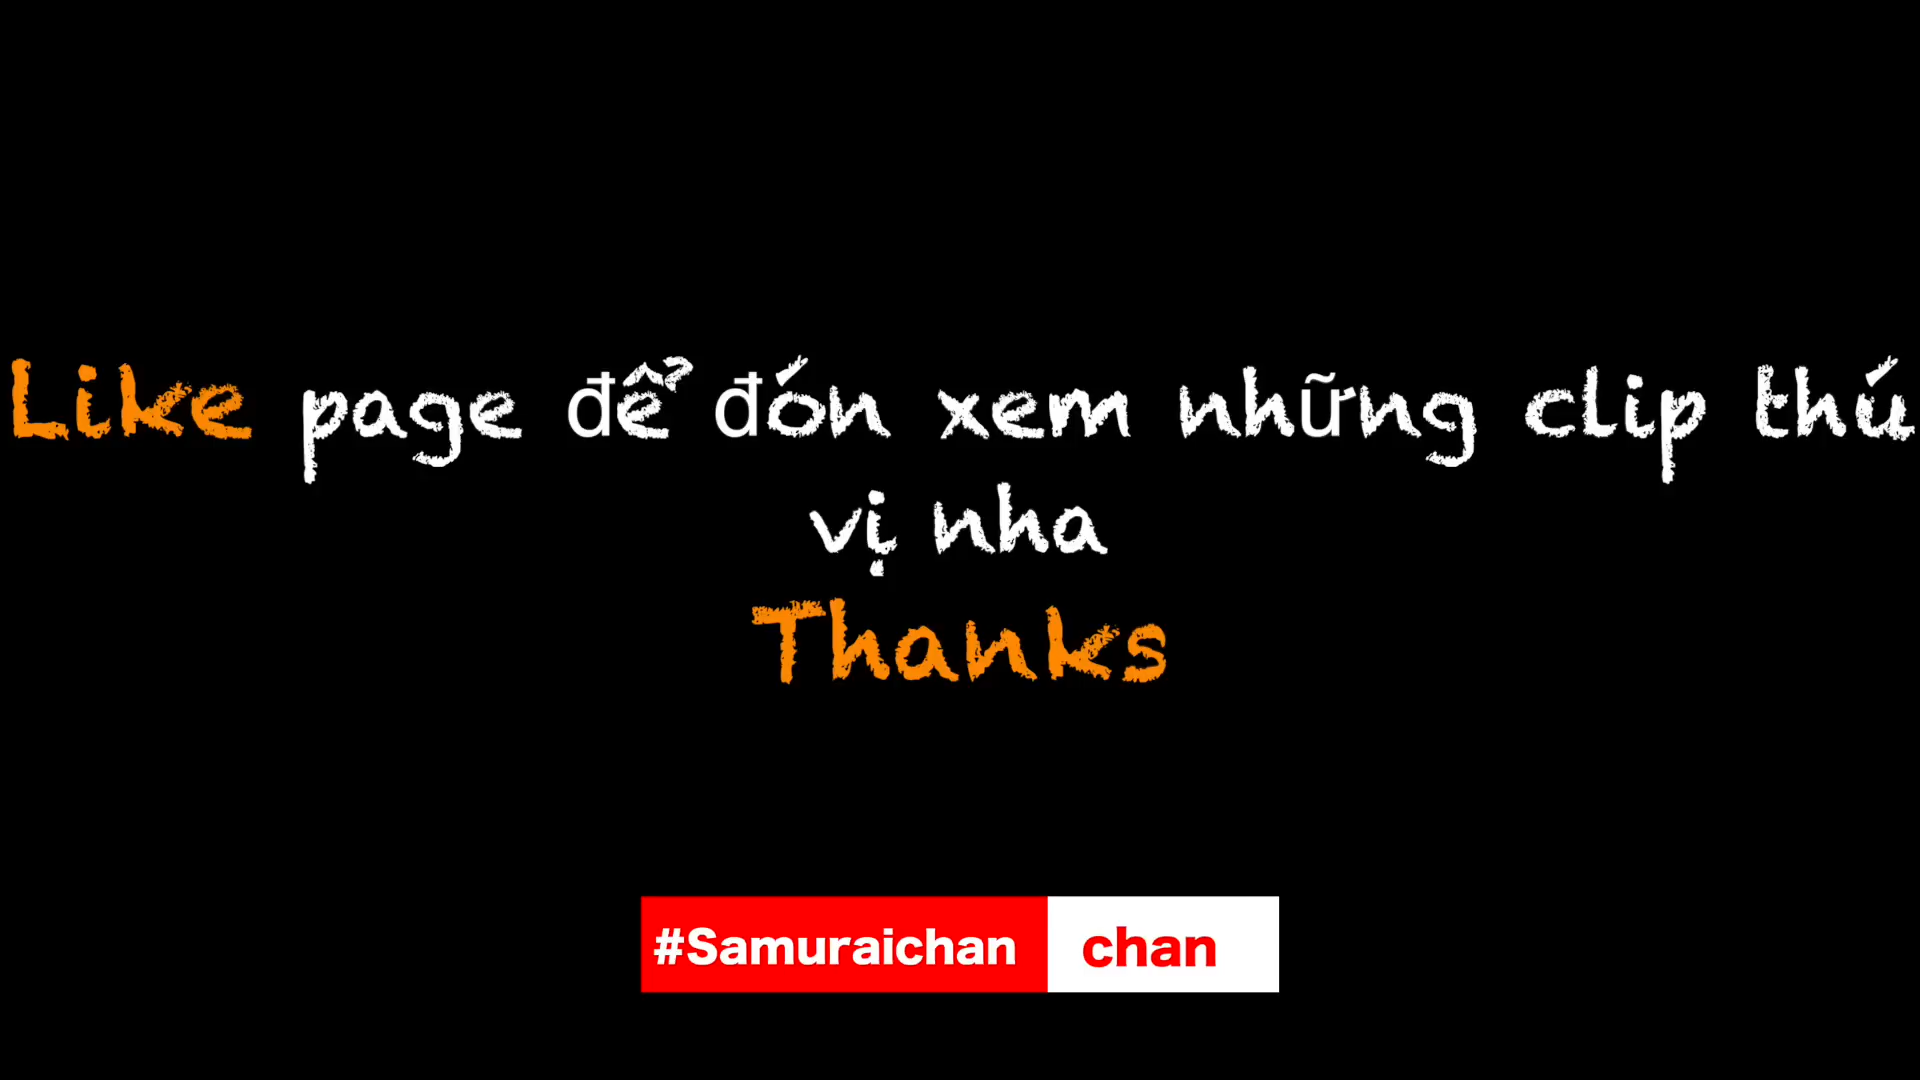 Like page để đón xem những clip thú
vị nha
Thanks
#Samuraichan chan